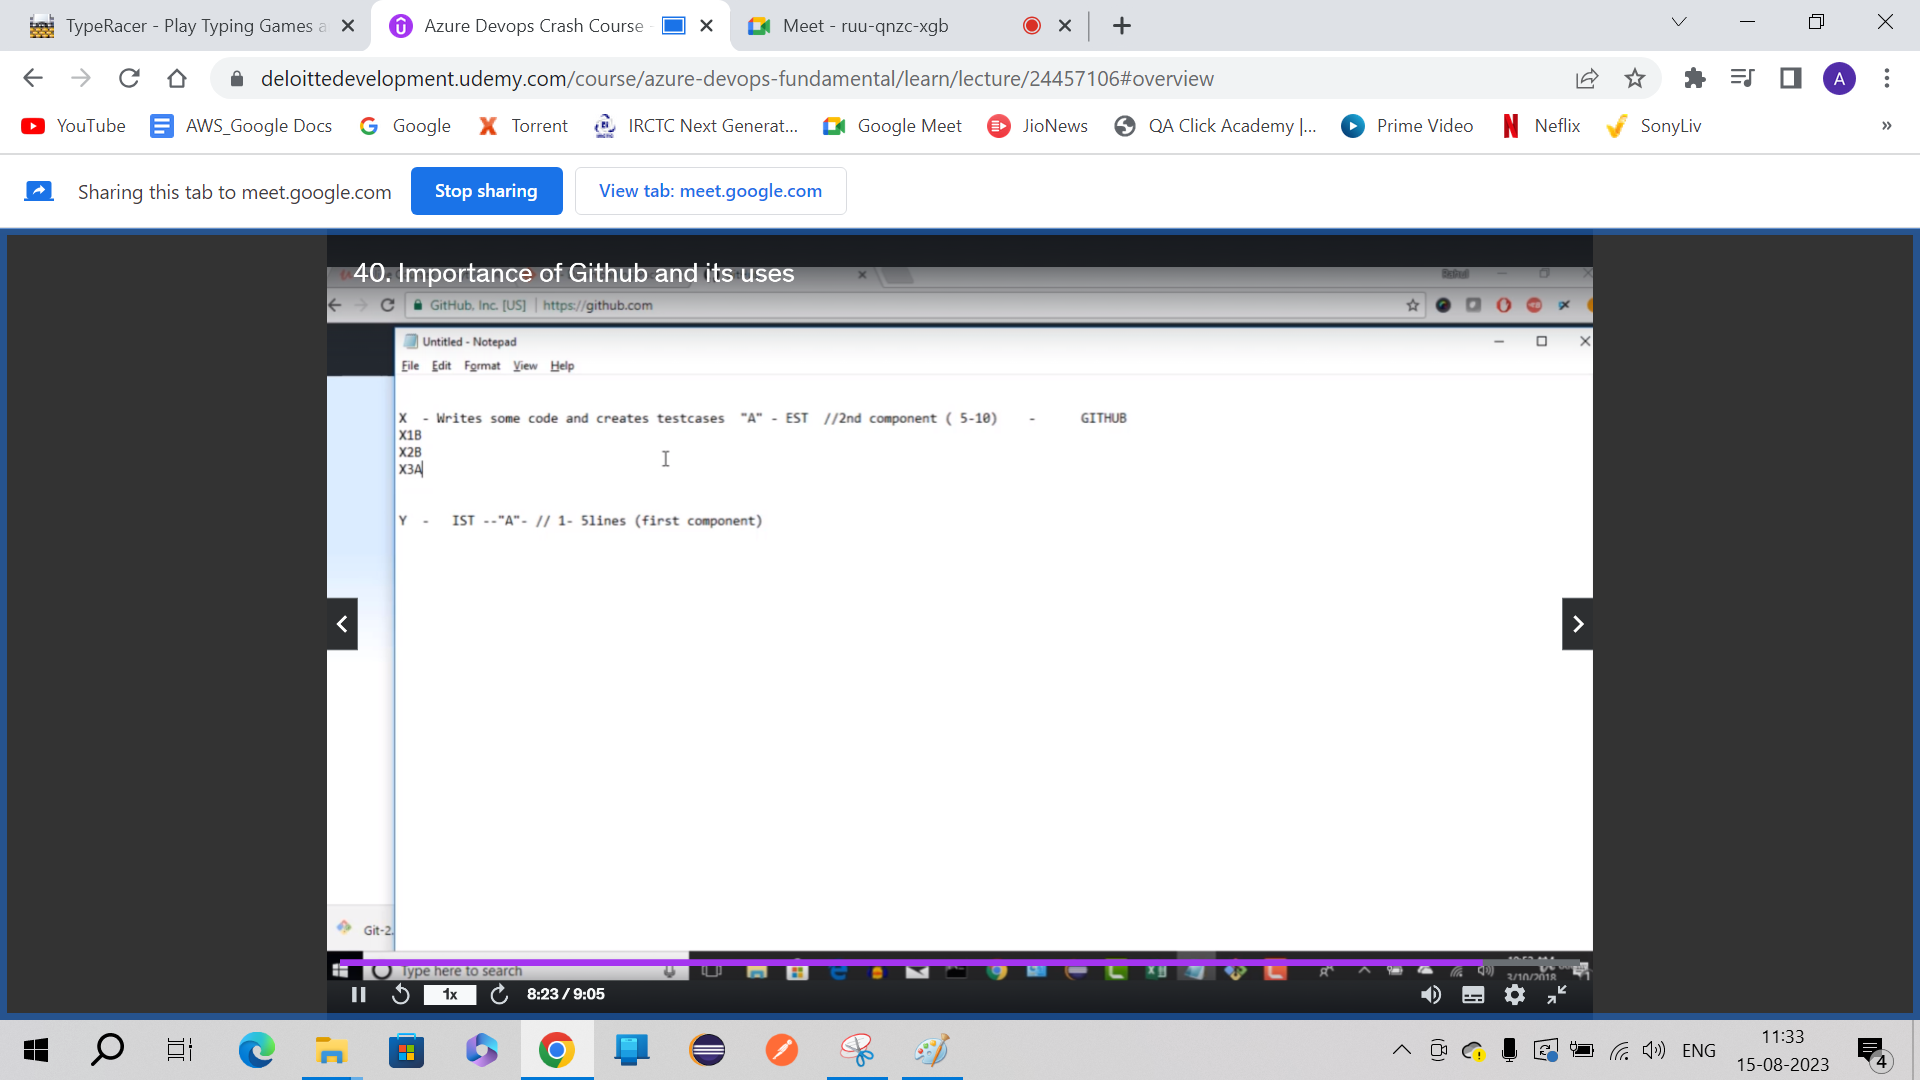 TypeRacer - Play Typing Games a
Azure Devops Crash Course -
Meet - ruu-qnzc-xgb
deloittedevelopment.udemy.com/course/azure-devops-fundamental/learn/lecture/24457106#overview
A
YouTube AWS_Google Docs Google Torrent IRCTC Next Generat... Google Meet JioNews QA Click Academy |... Prime Video Neflix SonyLiv »
Sharing this tab to meet.google.com Stop sharing View tab: meet.google.com
40. Importance of Github and its uses
GitHub, Inc. [US] | https://github.com
Untitled - Notepad
File Edit Format View Help
X - Writes some code and creates testcases "A" - EST //2nd component ( 5-10) - GITHUB
X1B
X2B
X3A
Y - IST --"A"- // 1- 5lines (first component)
Git-2.
Type here to search
3/10/2018
1x 8:23 / 9:05
ENG
11:33
15-08-2023
4